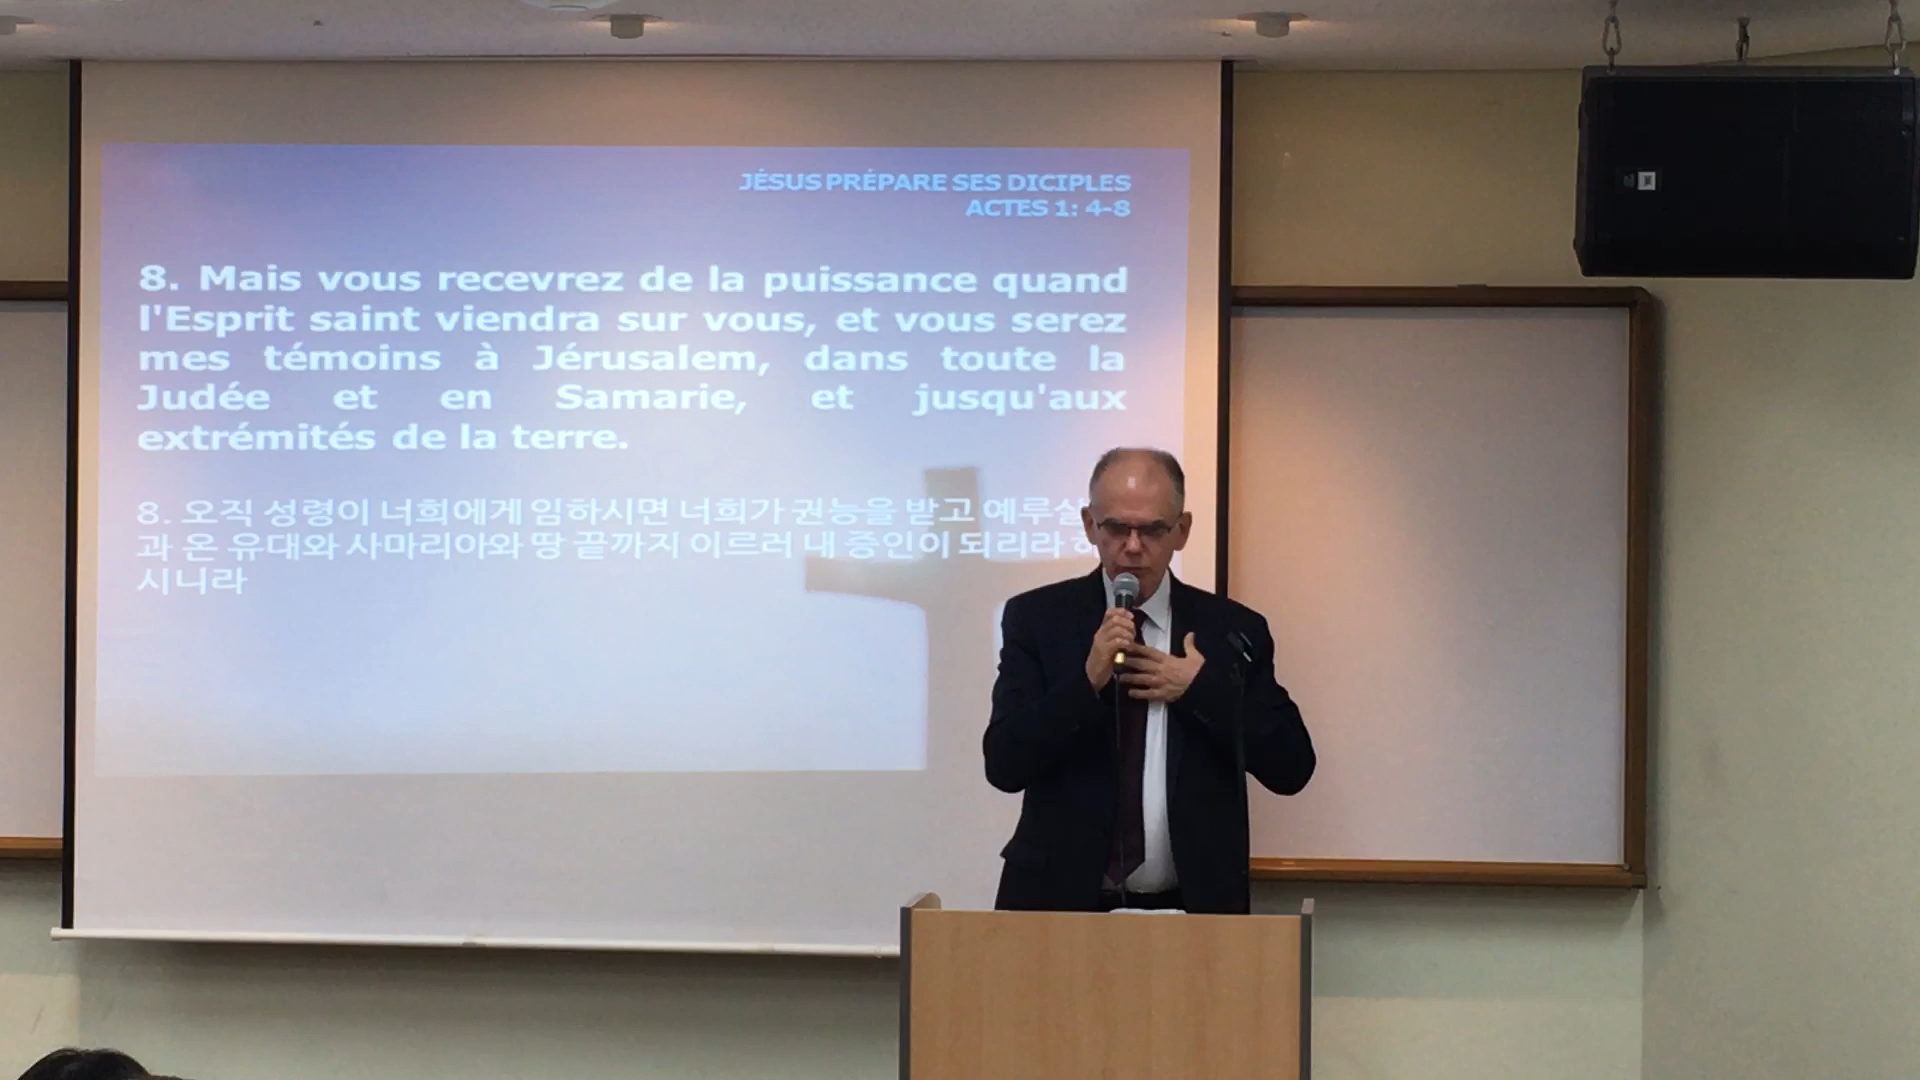 JÉSUS PRÉPARE SES DICIPLES
ACTES 1: 4-8
8. Mais vous recevrez de la puissance quand
l'Esprit saint viendra sur vous, et vous serez
mes témoins à Jérusalem, dans toute la
Judée et en Samarie, et jusqu'aux
extrémités de la terre.
8. 오직 성령이 너희에게 임하시면 너희가 권능을 받고 예루살
과 온 유대와 사마리아와 땅 끝까지 이르러 내 증인이 되리라
시니라